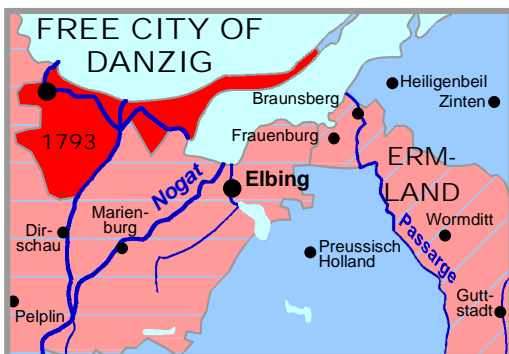 FREE CITY OF
DANZIG
Heiligenbeil
Zinten
Braunsberg
Frauenburg
1793
ERM-
LAND
Elbing
Nogat
Marien-
burg
Dir-
schau
Passarge
Wormditt
Preussisch
Holland
Gutt-
stadt
Pelplin